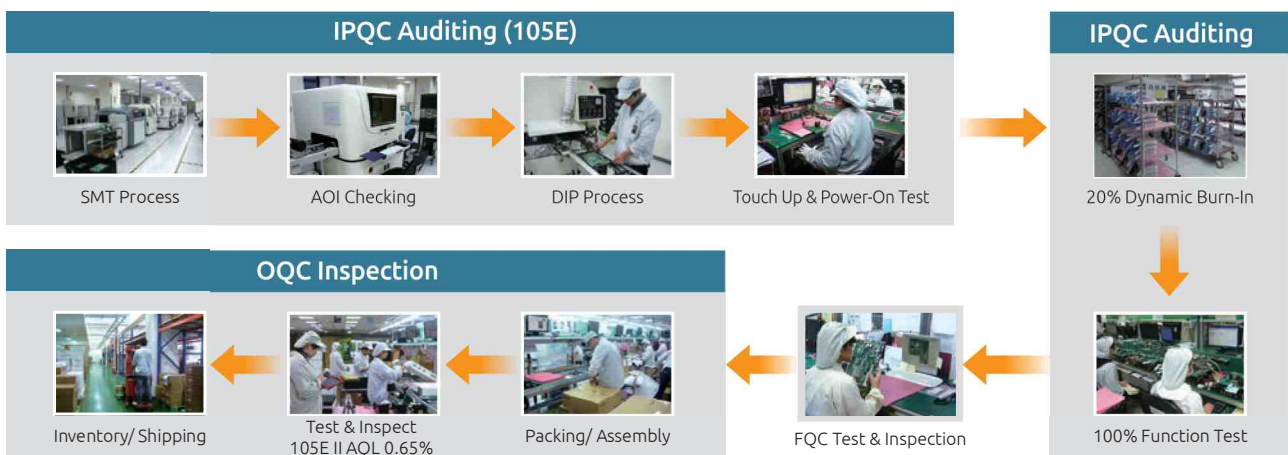 IPQC Auditing (105E)
IPQC Auditing
SMT Process
AOI Checking
DIP Process
Touch Up & Power-On Test
20% Dynamic Burn-In
OQC Inspection
Inventory/ Shipping
Test & Inspect
105E II AQL 0.65%
Packing/ Assembly
FQC Test & Inspection
100% Function Test